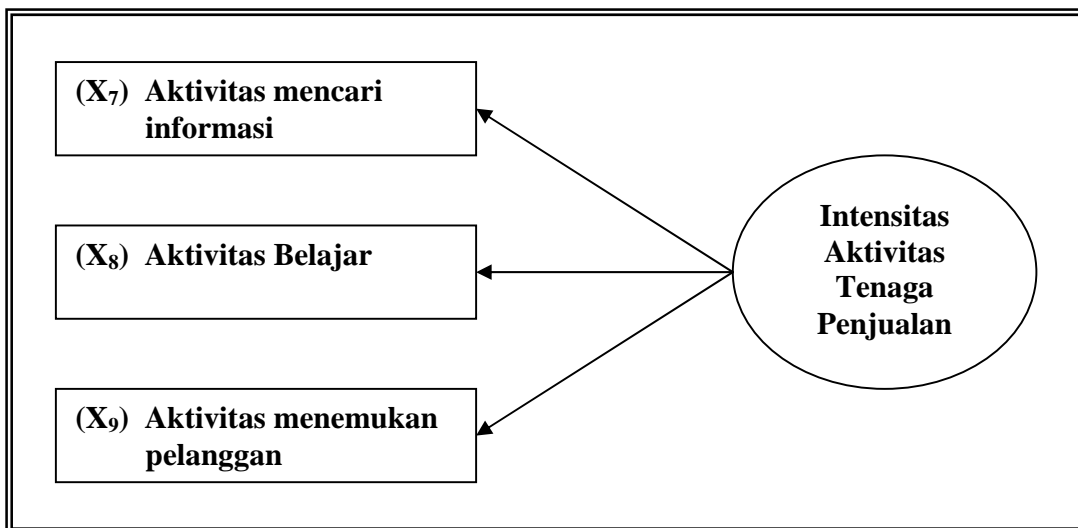 (X₇) Aktivitas mencari
informasi
(X₈) Aktivitas Belajar
(X₉) Aktivitas menemukan
pelanggan
Intensitas
Aktivitas
Tenaga
Penjualan